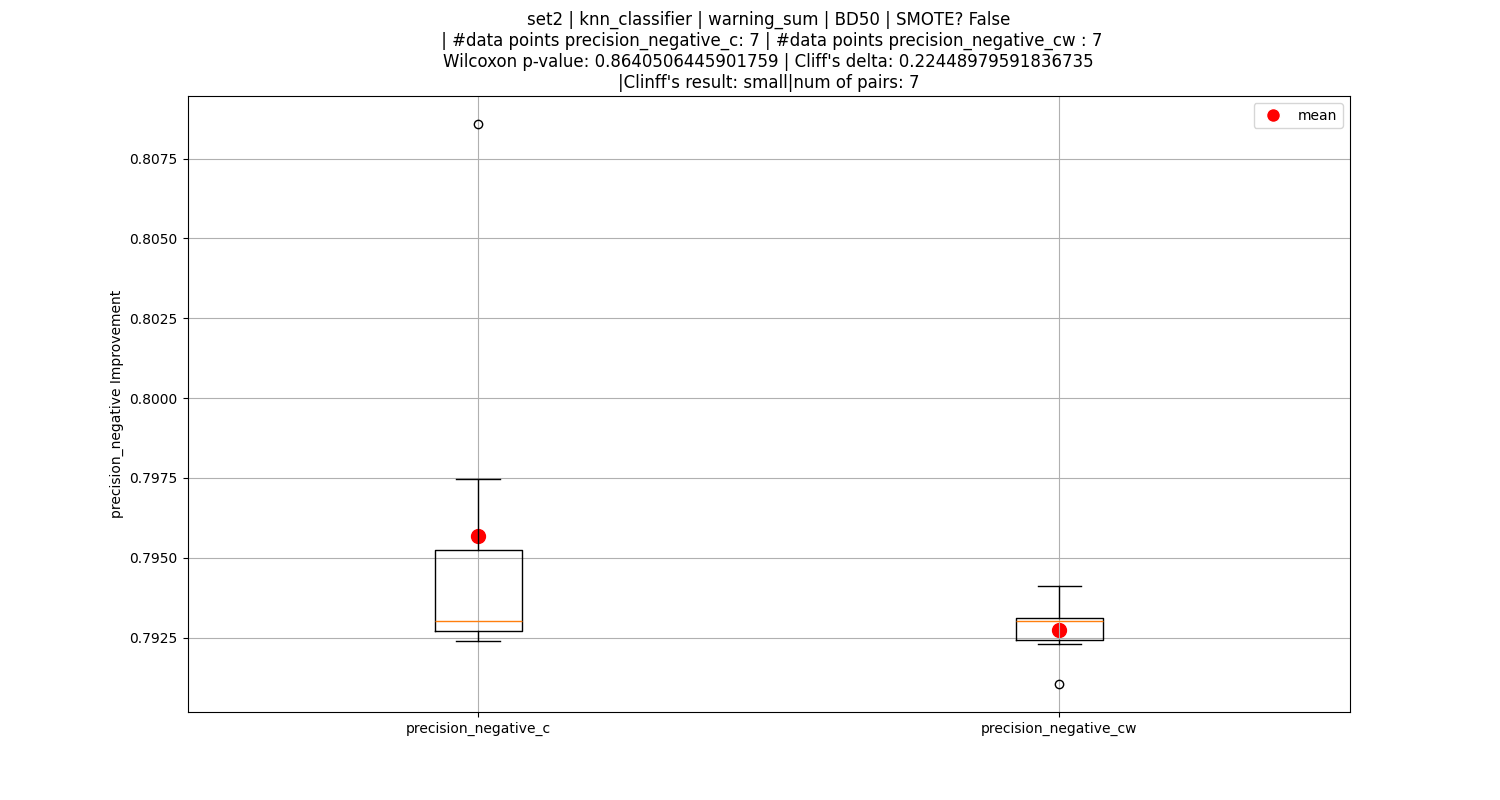 set2 | knn_classifier | warning_sum | BD50 | SMOTE? False
| #data points precision_negative_c: 7 | #data points precision_negative_cw : 7
Wilcoxon p-value: 0.8640506445901759 | Cliff's delta: 0.22448979591836735
|Clinff's result: small|num of pairs: 7
mean
0.8075
0.8050
0.8025
0.8000
0.7975
0.7950
0.7925
precision_negative Improvement
precision_negative_c
precision_negative_cw